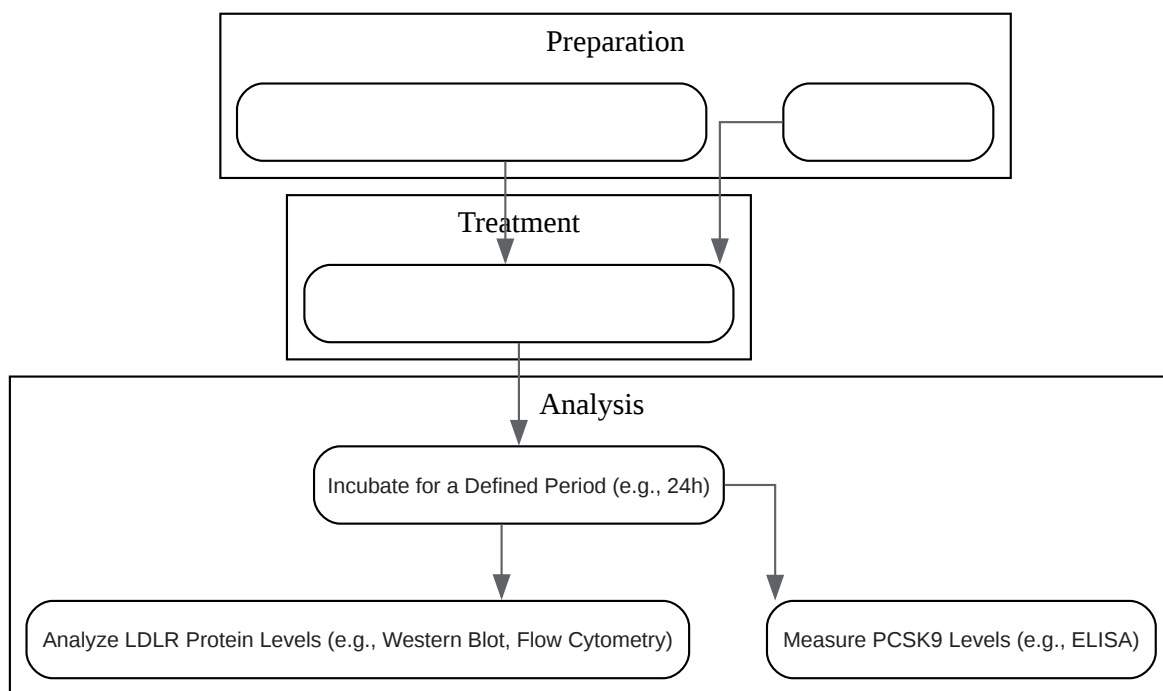 Preparation
Treatment
Analysis
Incubate for a Defined Period (e.g., 24h)
Analyze LDLR Protein Levels (e.g., Western Blot, Flow Cytometry)
Measure PCSK9 Levels (e.g., ELISA)